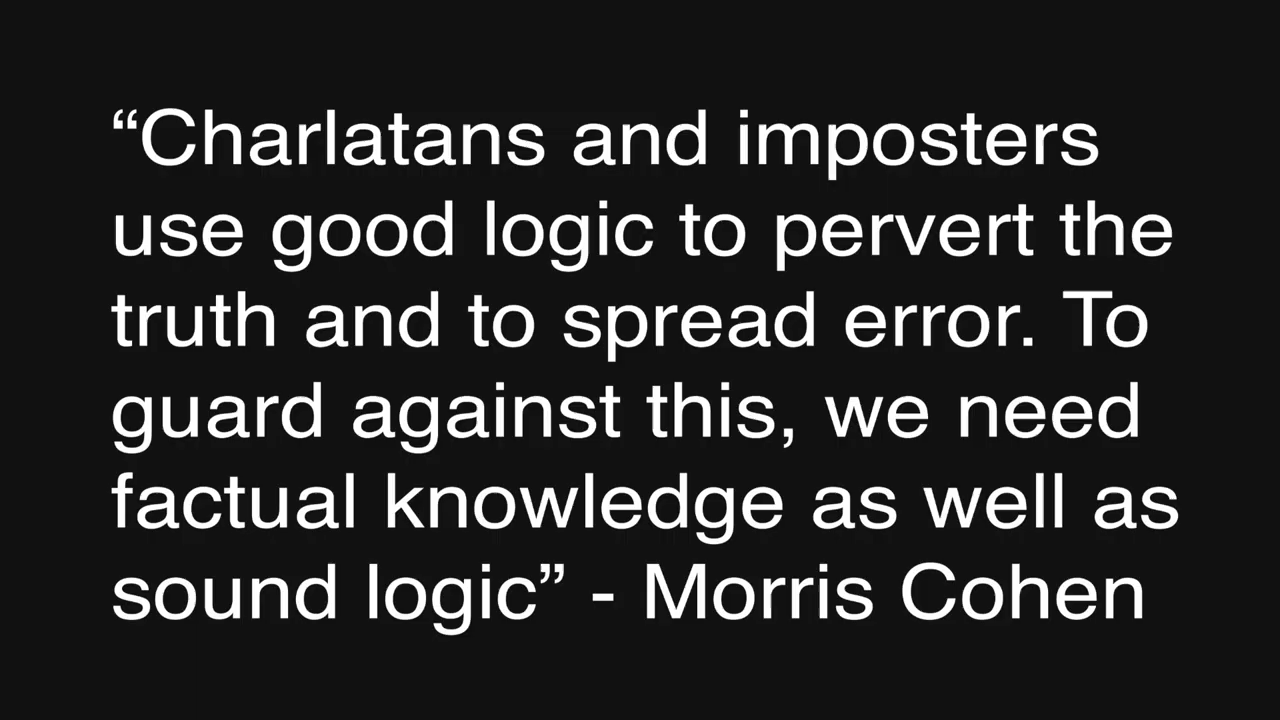 “Charlatans and imposters
use good logic to pervert the
truth and to spread error. To
guard against this, we need
factual knowledge as well as
sound logic” - Morris Cohen